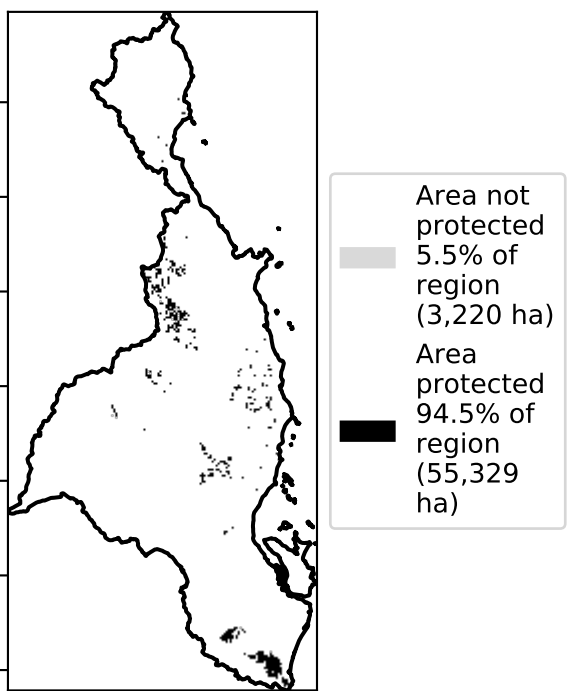 Area not
protected
5.5% of
region
(3,220 ha)
Area
protected
94.5% of
region
(55,329
ha)